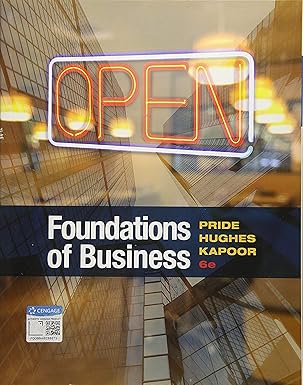 OPEN
Foundations
of Business
PRIDE
HUGHES
KAPOOR
6e
CENGAGE